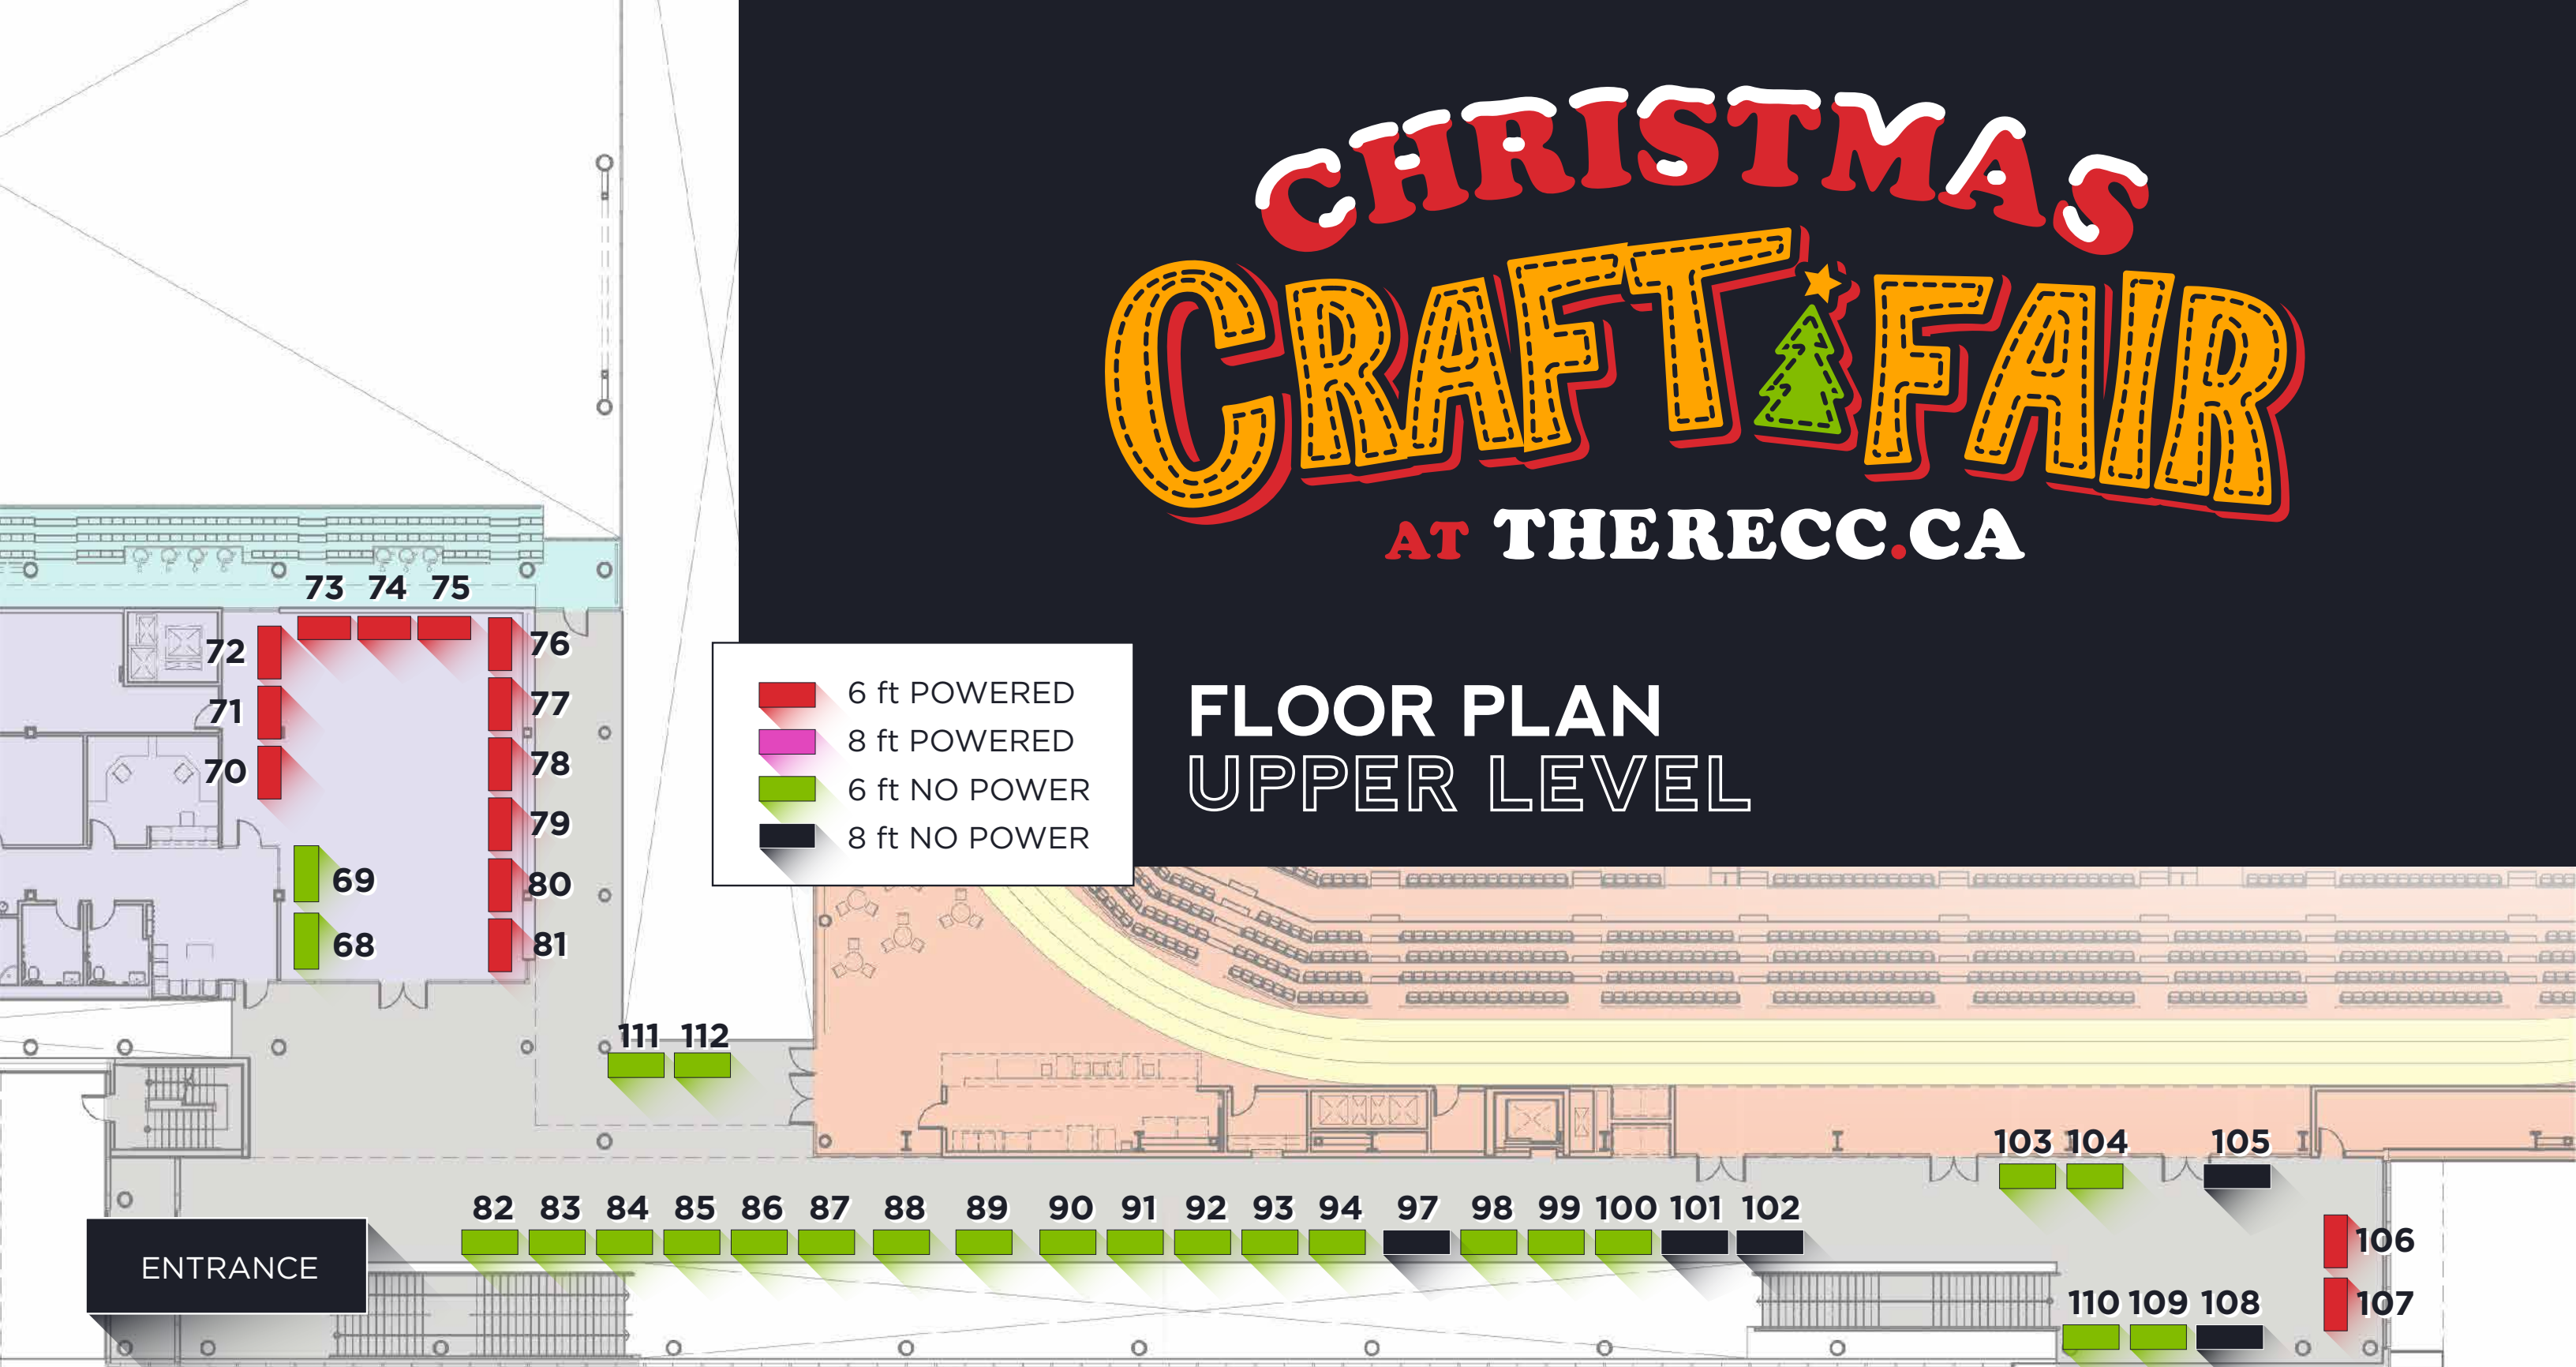 CHRISTMAS
CRAFT FAIR
AT THERECC.CA
FLOOR PLAN
UPPER LEVEL
6 ft POWERED
8 ft POWERED
6 ft NO POWER
8 ft NO POWER
73 74 75
72
71
70
76
77
78
79
80
81
69
68
111 112
103 104 105
82 83 84 85 86 87 88 89 90 91 92 93 94 97 98 99 100 101 102
106
107
110 109 108
ENTRANCE